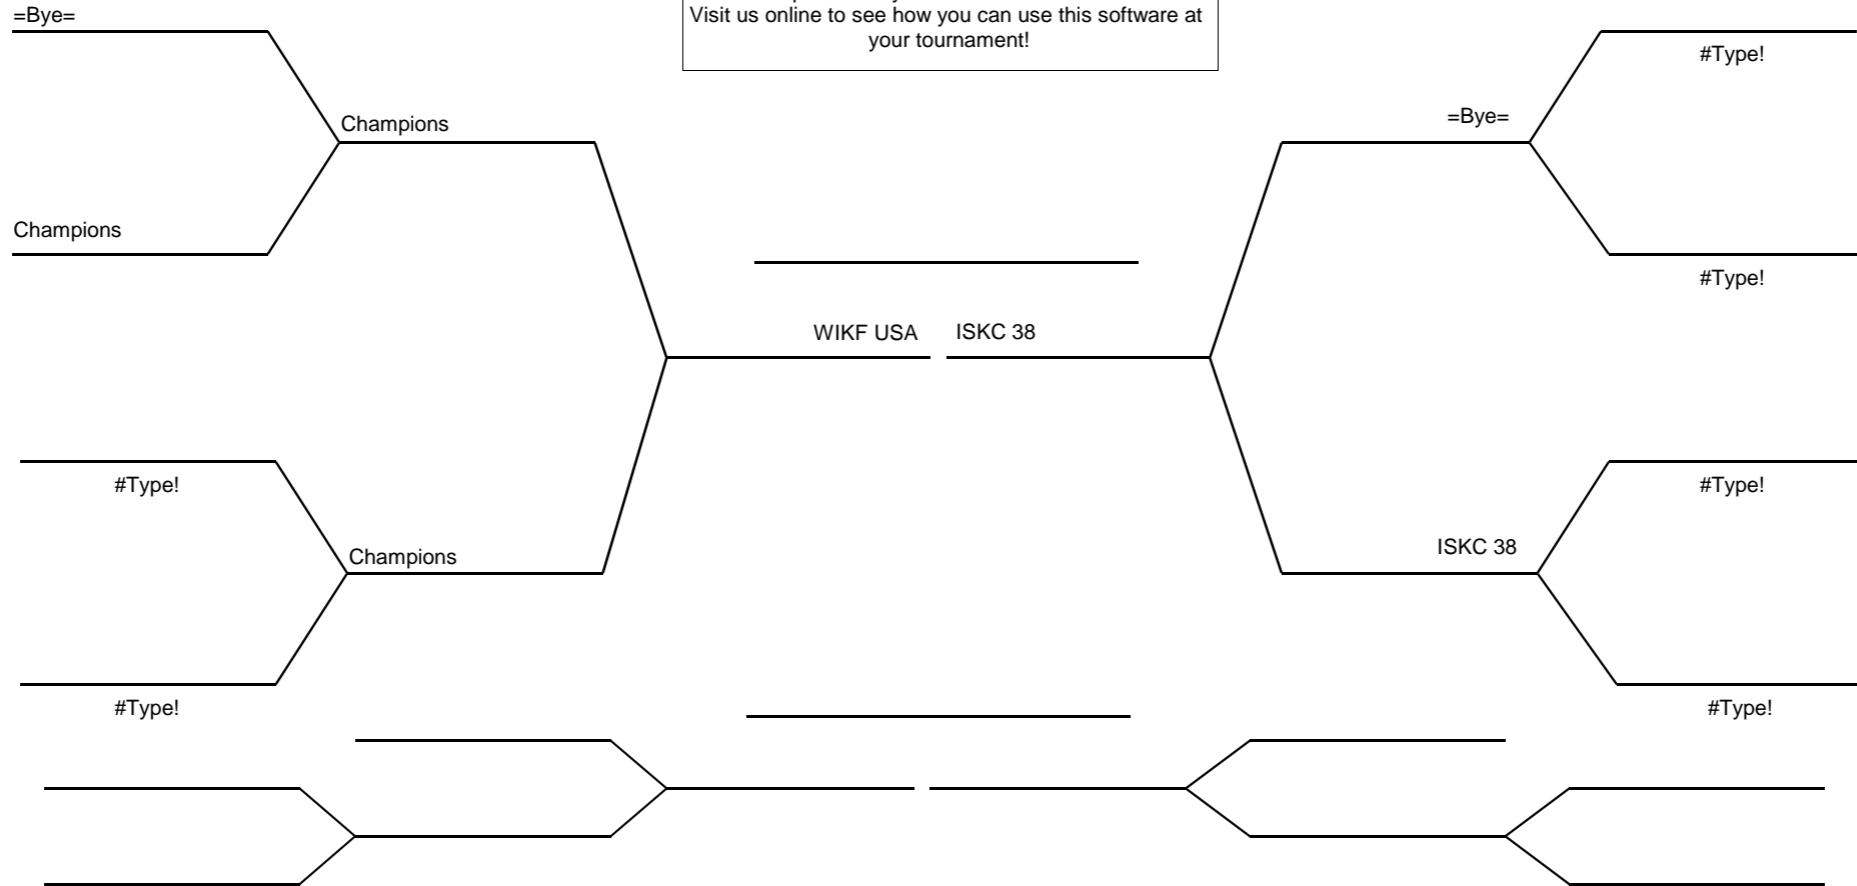 =Bye=
Visit us online to see how you can use this software at
your tournament!
#Type!
Champions
=Bye=
Champions
#Type!
WIKF USA
ISKC 38
#Type!
#Type!
Champions
ISKC 38
#Type!
#Type!